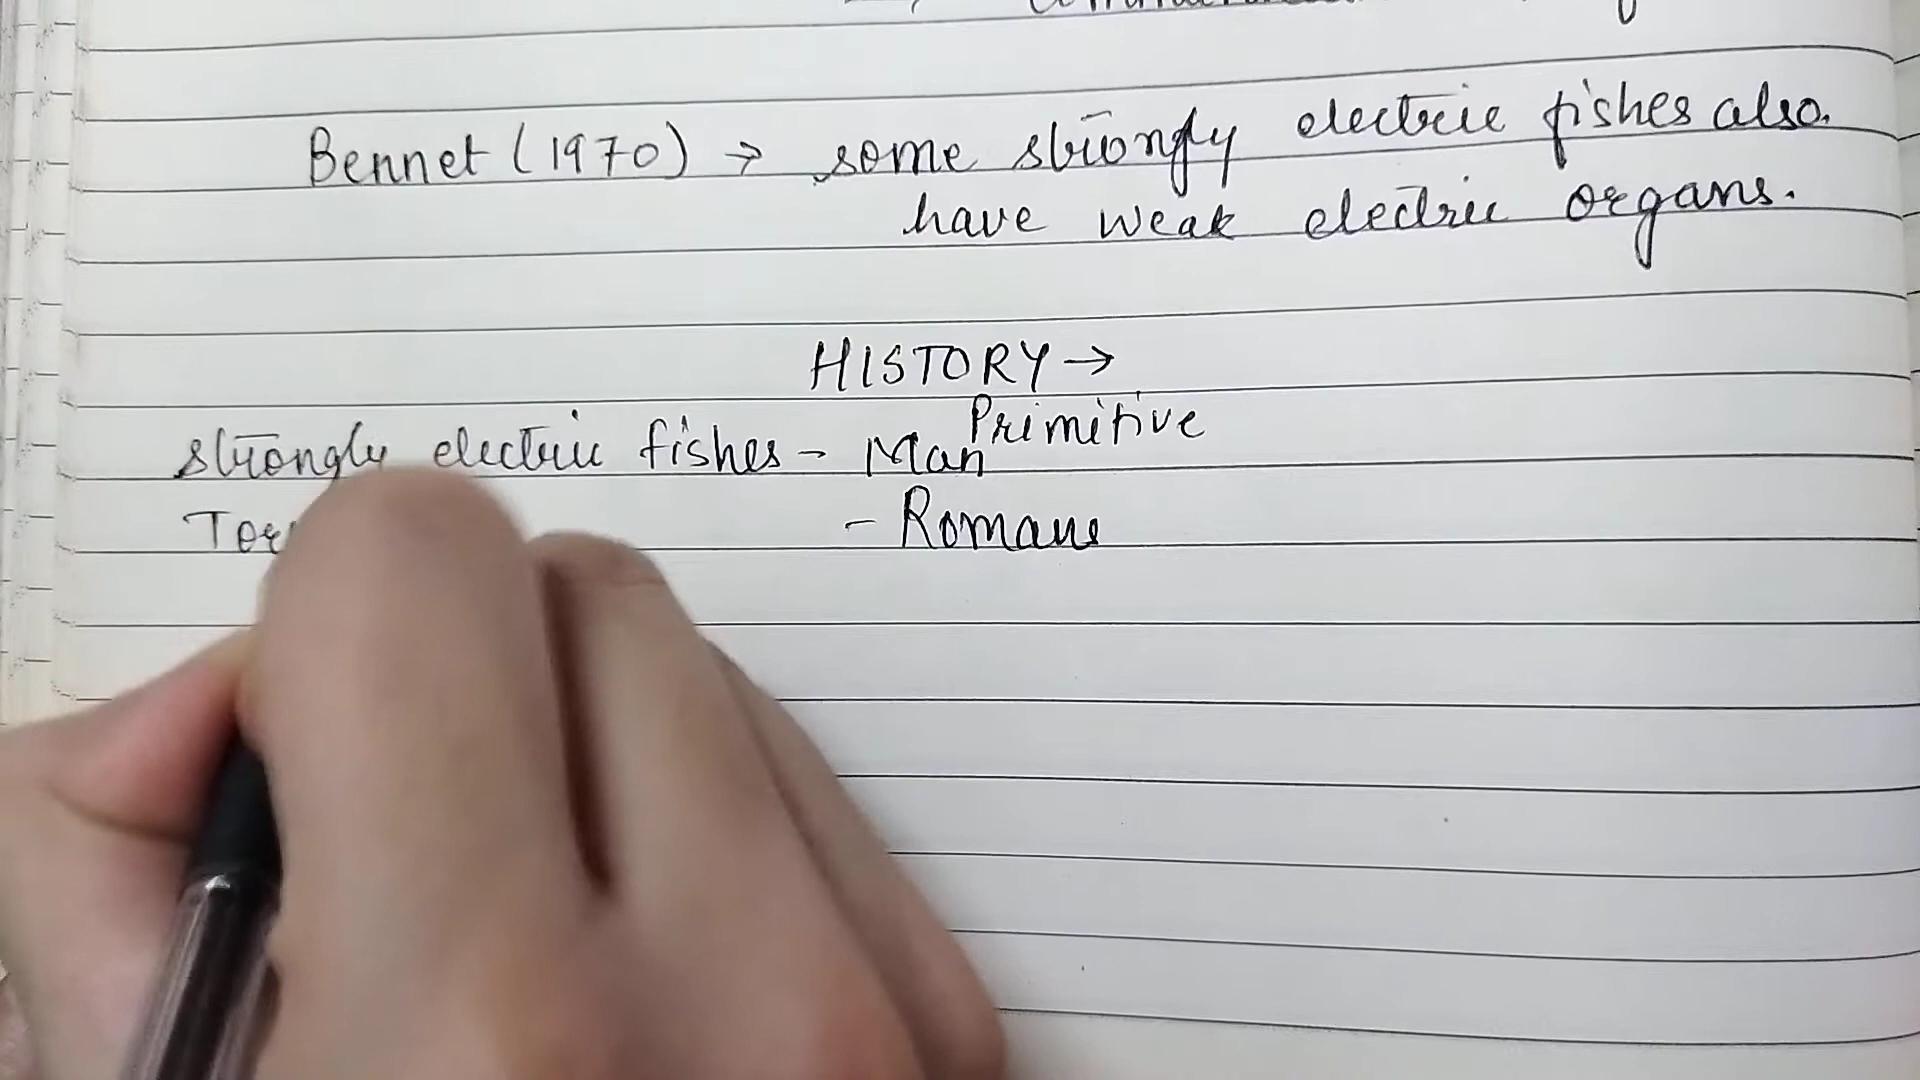 Bennet (1970) → some strongly electric fishes also.
have weak electric organs.
HISTORY →
Primitive
strongly electric fishes - Man
- Romans